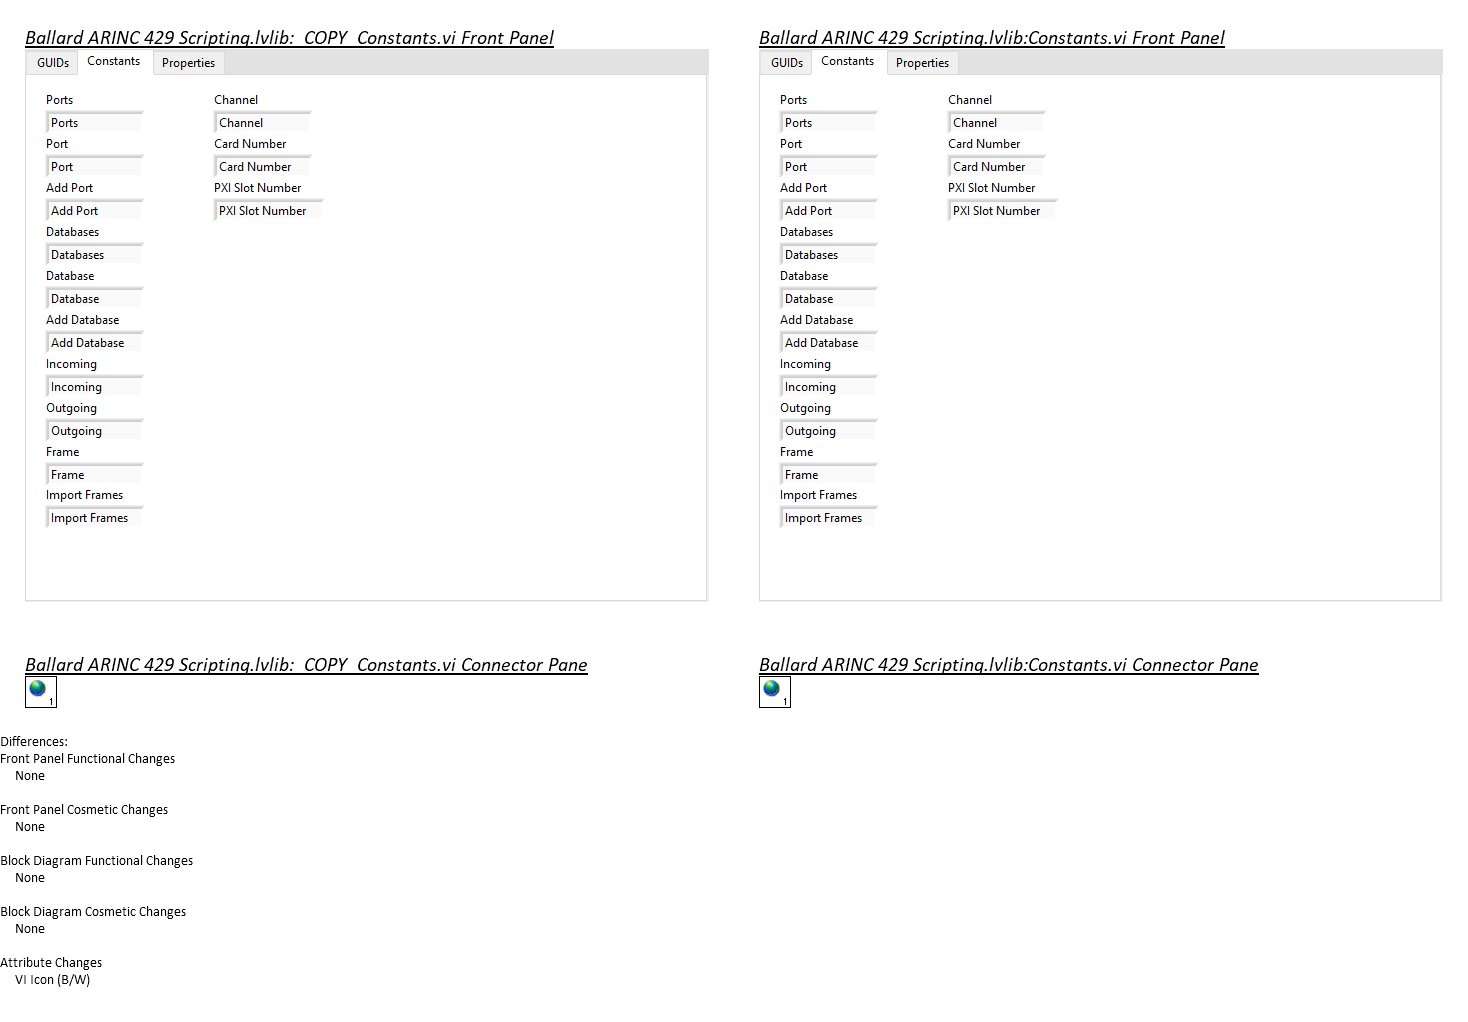 Ballard ARINC 429 Scripting.lvlib:_COPY_Constants.vi Front Panel
GUIDs Constants Properties
Ports Channel
Ports Channel
Port Card Number
Port Card Number
Add Port PXI Slot Number
Add Port PXI Slot Number
Databases
Databases
Database
Database
Add Database
Add Database
Incoming
Incoming
Outgoing
Outgoing
Frame
Frame
Import Frames
Import Frames
Ballard ARINC 429 Scripting.lvlib:Constants.vi Front Panel
GUIDs Constants Properties
Ports Channel
Ports Channel
Port Card Number
Port Card Number
Add Port PXI Slot Number
Add Port PXI Slot Number
Databases
Databases
Database
Database
Add Database
Add Database
Incoming
Incoming
Outgoing
Outgoing
Frame
Frame
Import Frames
Import Frames
Ballard ARINC 429 Scripting.lvlib:_COPY_Constants.vi Connector Pane
1
Ballard ARINC 429 Scripting.lvlib:Constants.vi Connector Pane
1
Differences:
Front Panel Functional Changes
None
Front Panel Cosmetic Changes
None
Block Diagram Functional Changes
None
Block Diagram Cosmetic Changes
None
Attribute Changes
VI Icon (B/W)